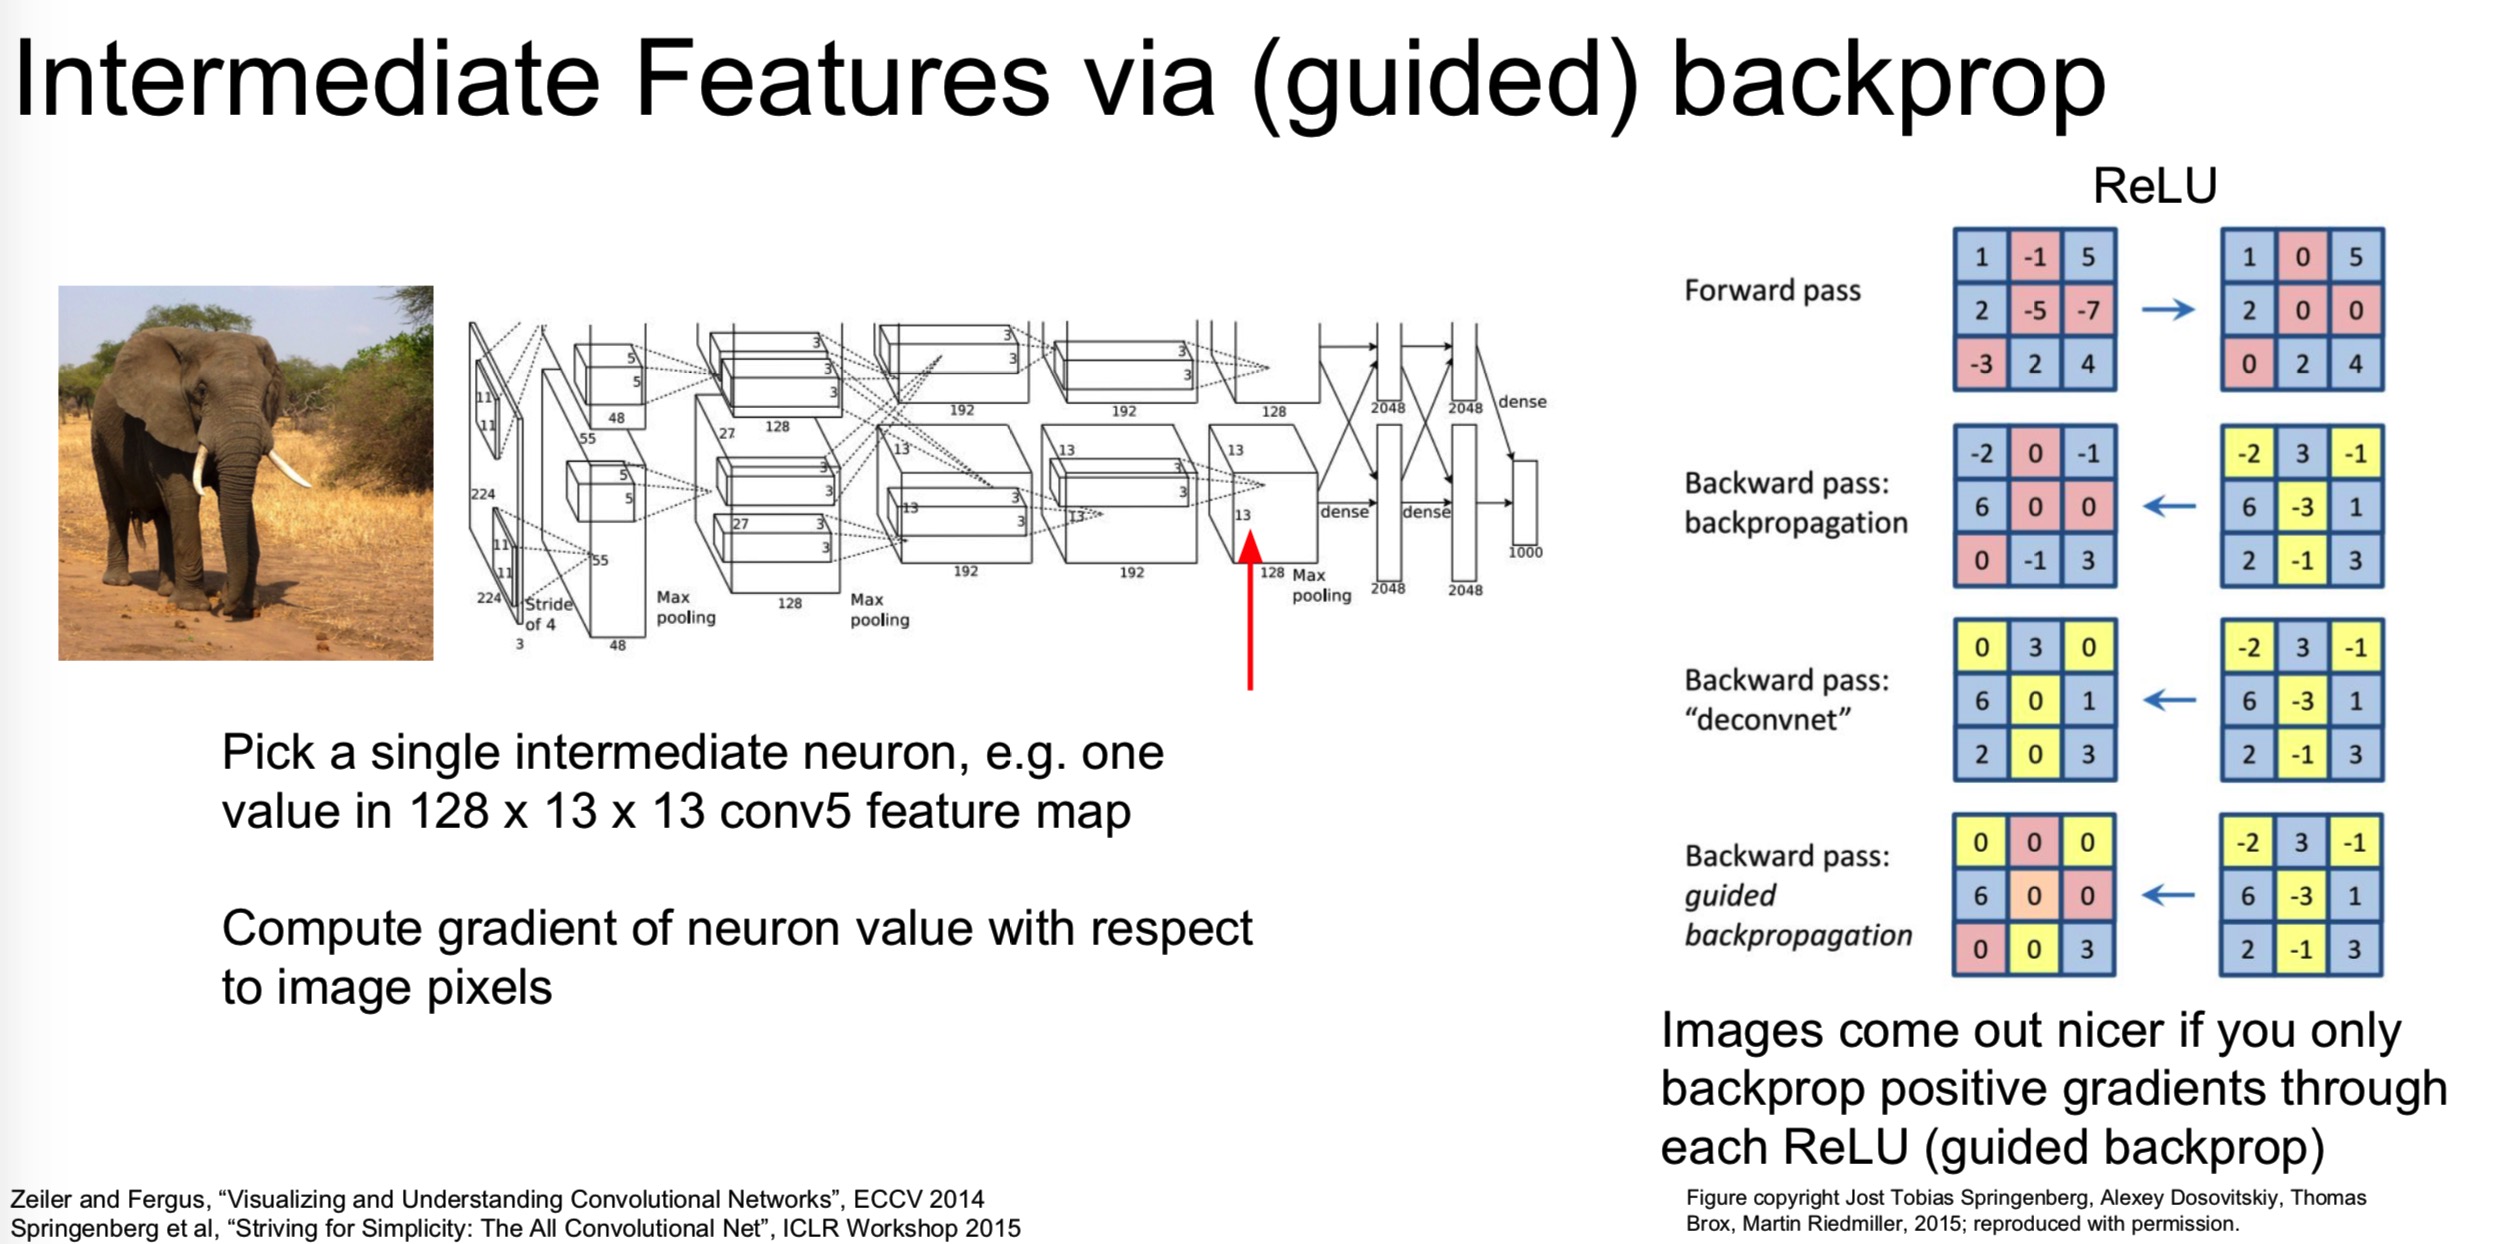 Intermediate Features via (guided) backprop
ReLU
Forward pass
1 -1 5
2 -5 -7
-3 2 4
1 0 5
2 0 0
0 2 4
Backward pass:
backpropagation
-2 0 -1
6 0 0
0 -1 3
-2 3 -1
6 -3 1
2 -1 3
Backward pass:
“deconvnet”
0 3 0
6 0 1
2 0 3
-2 3 -1
6 -3 1
2 -1 3
Backward pass:
guided
backpropagation
0 0 0
6 0 0
0 0 3
-2 3 -1
6 -3 1
2 -1 3
11
11
224
11
11
224
3
Stride
of 4
5
5
48
55
5
5
55
48
Max
pooling
3
3
3
128
27
3
3
27
3
3
128
Max
pooling
3
3
192
13
3
3
13
192
3
3
192
13
3
3
13
192
128
13
13
128
Max
pooling
2048
2048
dense
dense
dense
2048
2048
1000
Pick a single intermediate neuron, e.g. one
value in 128 x 13 x 13 conv5 feature map
Compute gradient of neuron value with respect
to image pixels
Images come out nicer if you only
backprop positive gradients through
each ReLU (guided backprop)
Zeiler and Fergus, “Visualizing and Understanding Convolutional Networks”, ECCV 2014
Springenberg et al, “Striving for Simplicity: The All Convolutional Net”, ICLR Workshop 2015
Figure copyright Jost Tobias Springenberg, Alexey Dosovitskiy, Thomas
Brox, Martin Riedmiller, 2015; reproduced with permission.